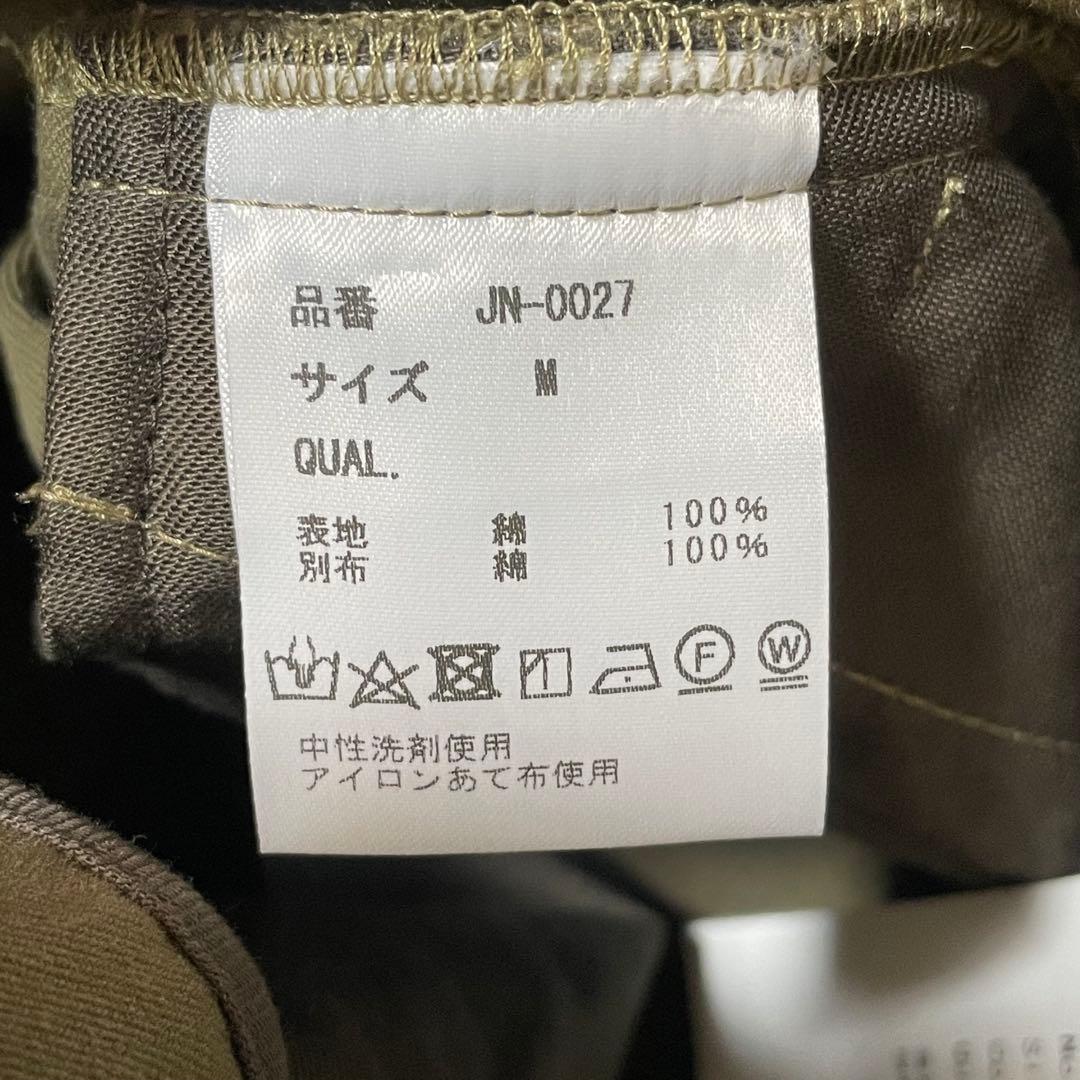 品番 JN-0027
サイズ M
QUAL.
表地 綿 100%
別布 綿 100%
F W
中性洗剤使用
アイロンあて布使用